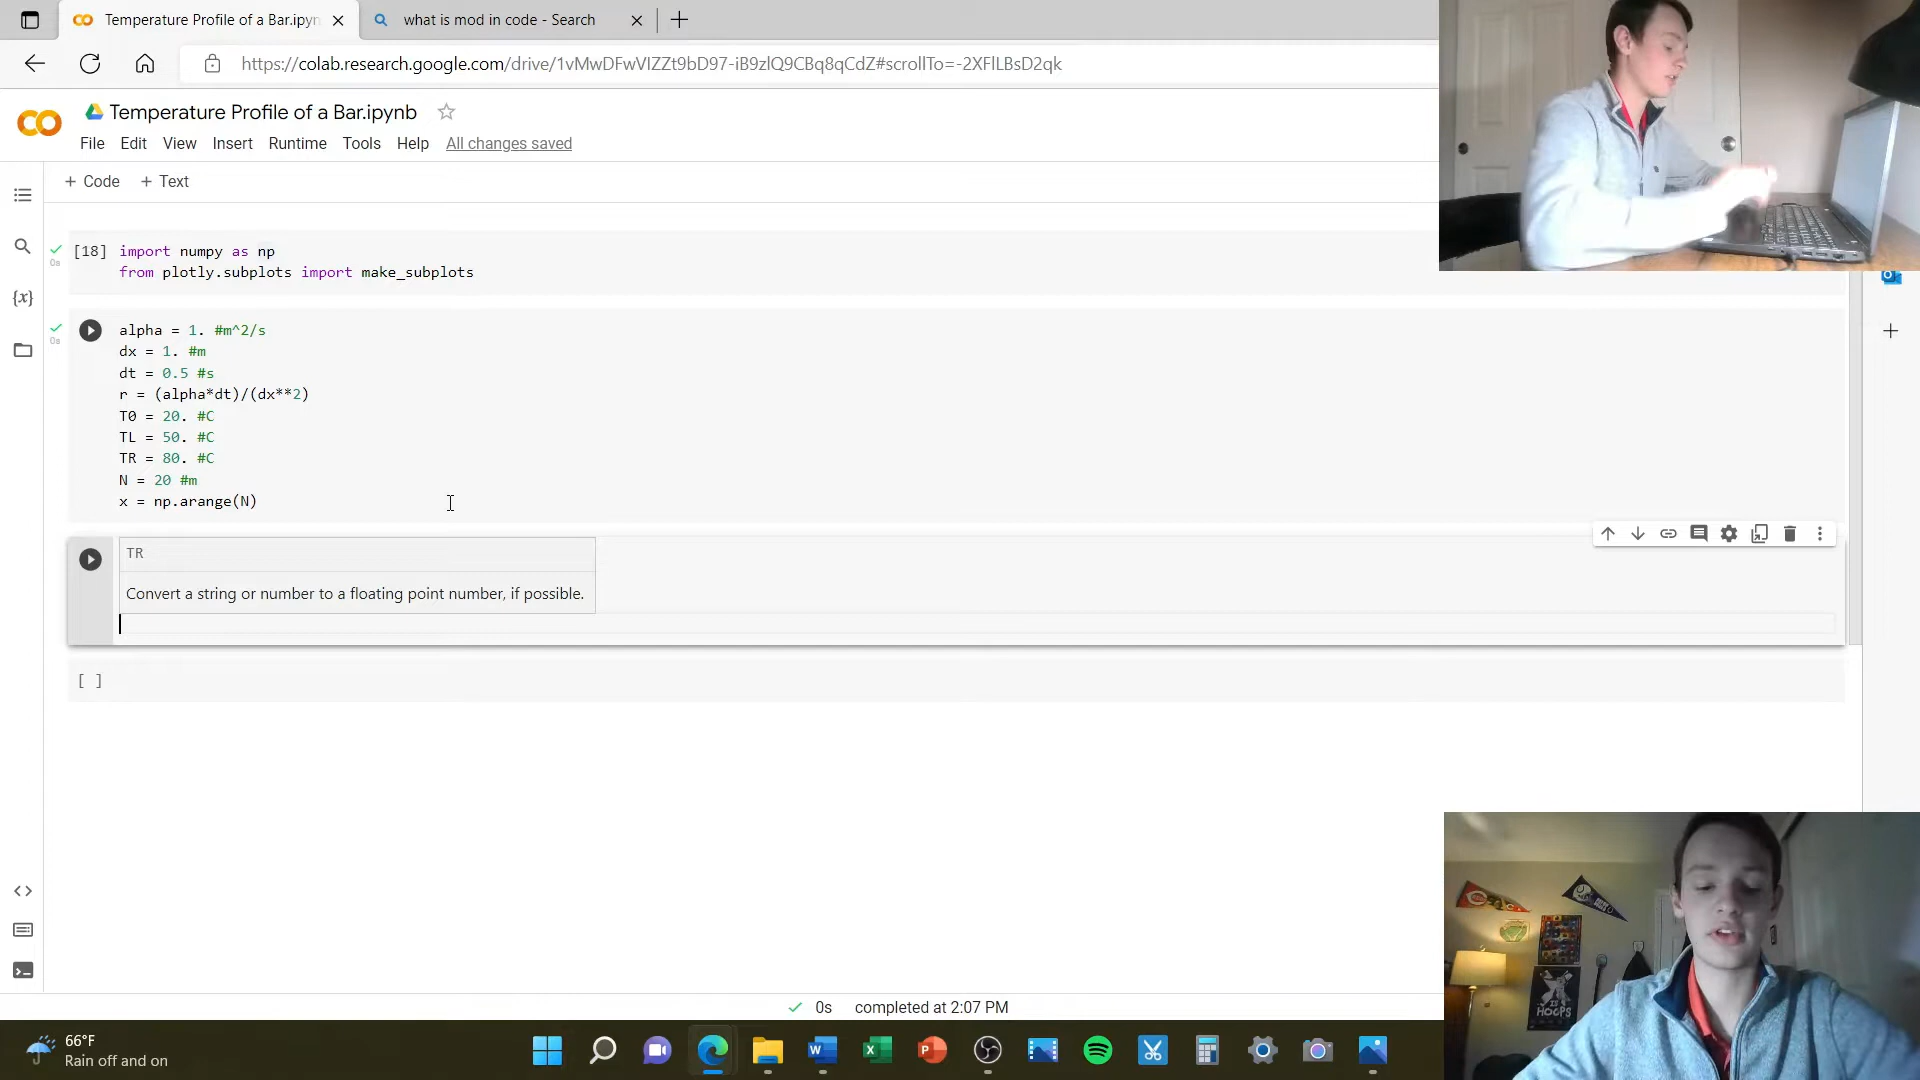 Temperature Profile of a Bar.ipyn
what is mod in code - Search
https://colab.research.google.com/drive/1vMwDFwVIZZt9bD97-iB9zlQ9CBq8qCdZ#scrollTo=-2XFlLBsD2qk
Temperature Profile of a Bar.ipynb
File Edit View Insert Runtime Tools Help All changes saved
+ Code + Text
[18] import numpy as np
0s
from plotly.subplots import make_subplots
{x}
alpha = 1. #m^2/s
0s
dx = 1. #m
dt = 0.5 #s
r = (alpha*dt)/(dx**2)
T0 = 20. #C
TL = 50. #C
TR = 80. #C
N = 20 #m
x = np.arange(N)
TR
Convert a string or number to a floating point number, if possible.
[ ]
HOOPS
0s completed at 2:07 PM
66°F
Rain off and on